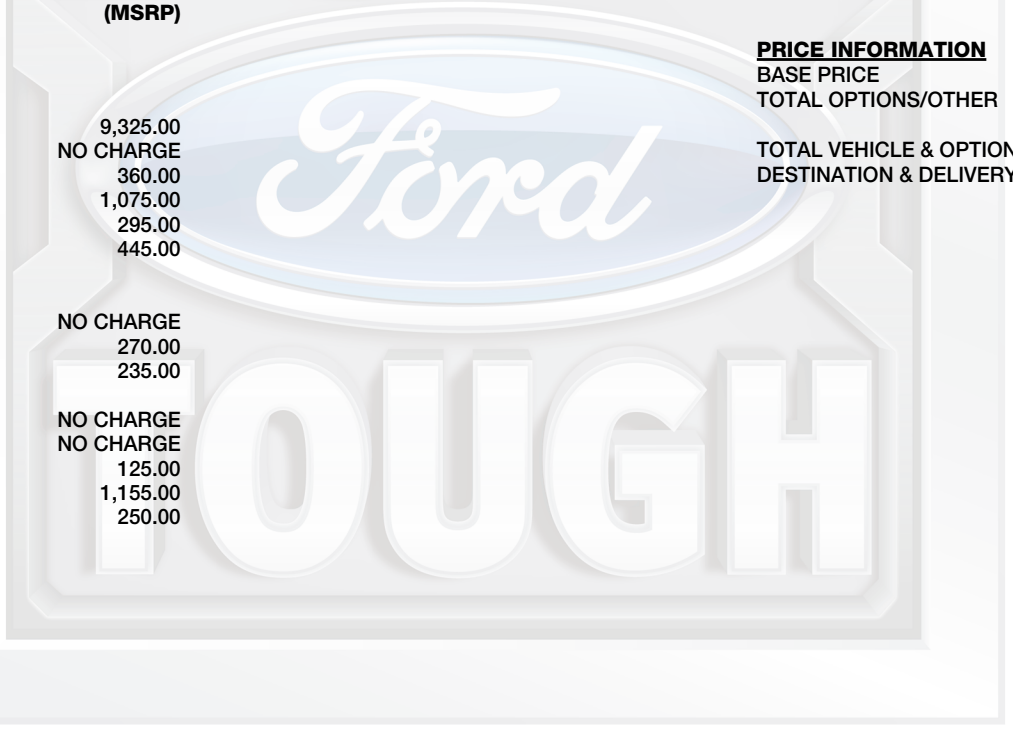 (MSRP)
9,325.00
NO CHARGE
360.00
1,075.00
295.00
445.00
NO CHARGE
270.00
235.00
NO CHARGE
NO CHARGE
125.00
1,155.00
250.00
PRICE INFORMATION
BASE PRICE
TOTAL OPTIONS/OTHER
TOTAL VEHICLE & OPTION
DESTINATION & DELIVERY
Ford
TOUGH